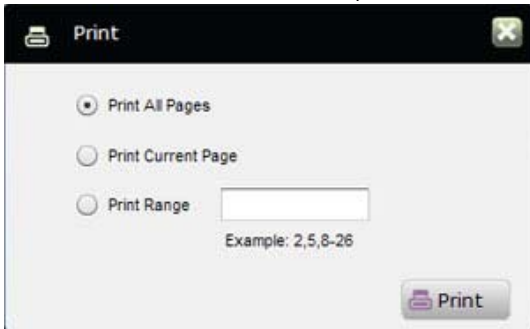 Print
Print All Pages
Print Current Page
Print Range
Example: 2,5,8-26
Print